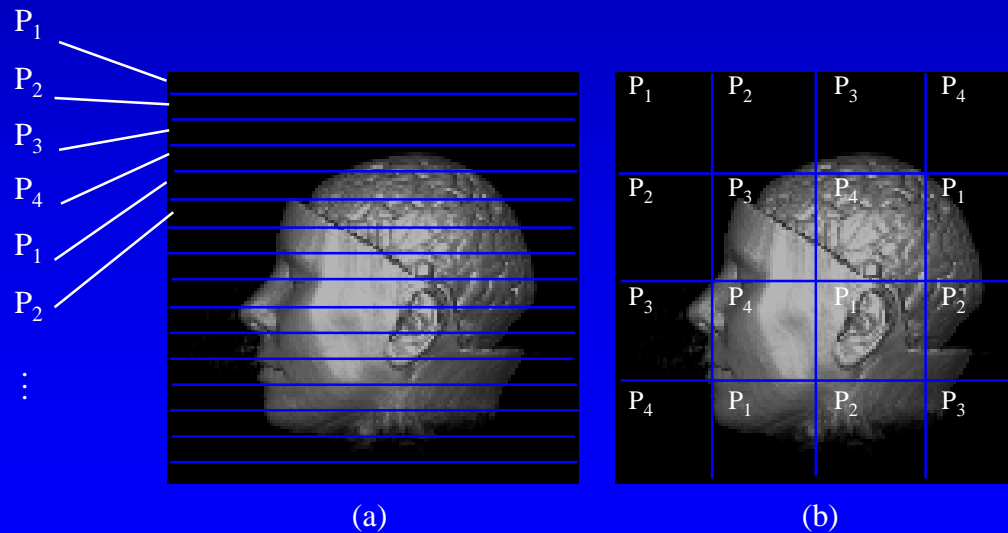 P1
P2
P3
P4
P1
P2
⋮
P1 P2 P3 P4
P2 P3 P4 P1
P3 P4 P1 P2
P4 P1 P2 P3
(a) (b)